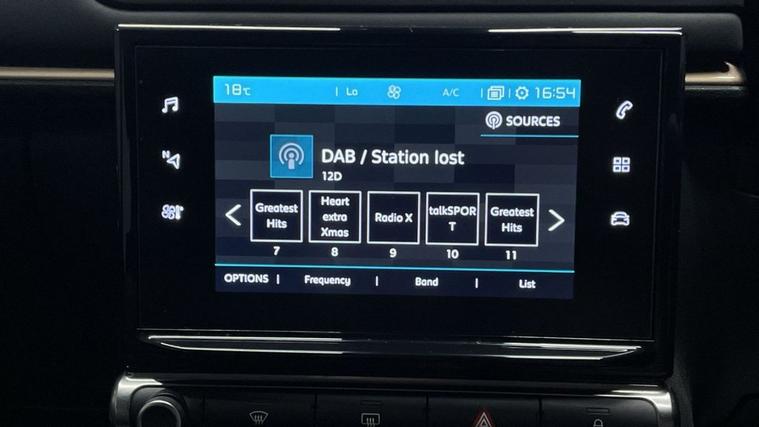 18°C | Lo A/C | | 16:54
SOURCES
DAB / Station lost
12D
Greatest
Hits
7
Heart
extra
Xmas
8
Radio X
9
talkSPOR
T
10
Greatest
Hits
11
OPTIONS | Frequency | Band | List
N